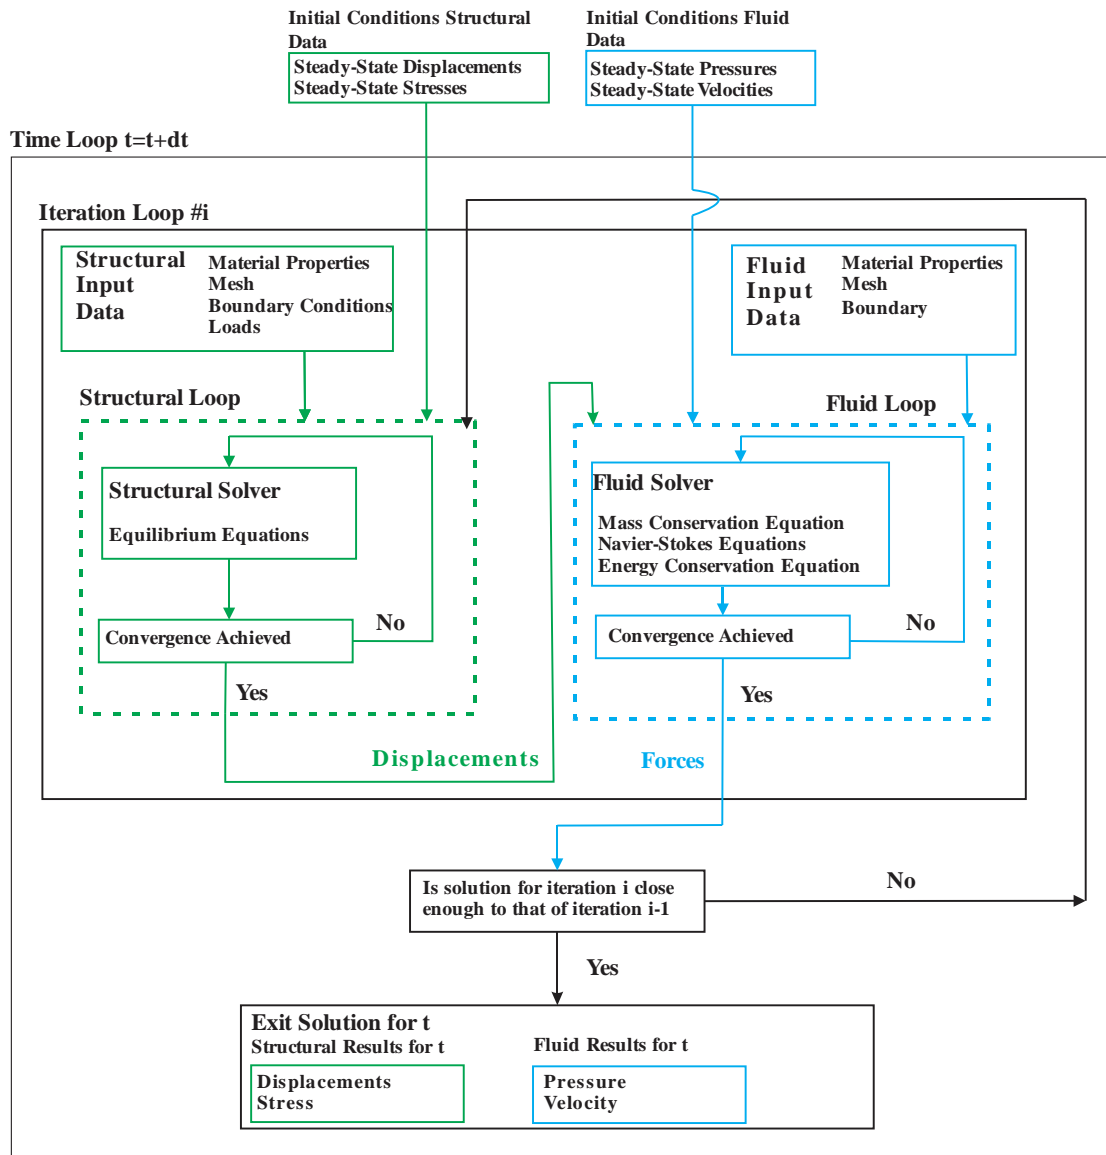 Initial Conditions Structural
Data
Steady-State Displacements
Steady-State Stresses
Initial Conditions Fluid
Data
Steady-State Pressures
Steady-State Velocities
Time Loop t=t+dt
Iteration Loop #i
Structural
Input
Data
Material Properties
Mesh
Boundary Conditions
Loads
Fluid
Input
Data
Material Properties
Mesh
Boundary
Structural Loop
Structural Solver
Equilibrium Equations
Convergence Achieved
No
Yes
Displacements
Fluid Loop
Fluid Solver
Mass Conservation Equation
Navier-Stokes Equations
Energy Conservation Equation
Convergence Achieved
No
Yes
Forces
Is solution for iteration i close
enough to that of iteration i-1
No
Yes
Exit Solution for t
Structural Results for t
Displacements
Stress
Fluid Results for t
Pressure
Velocity